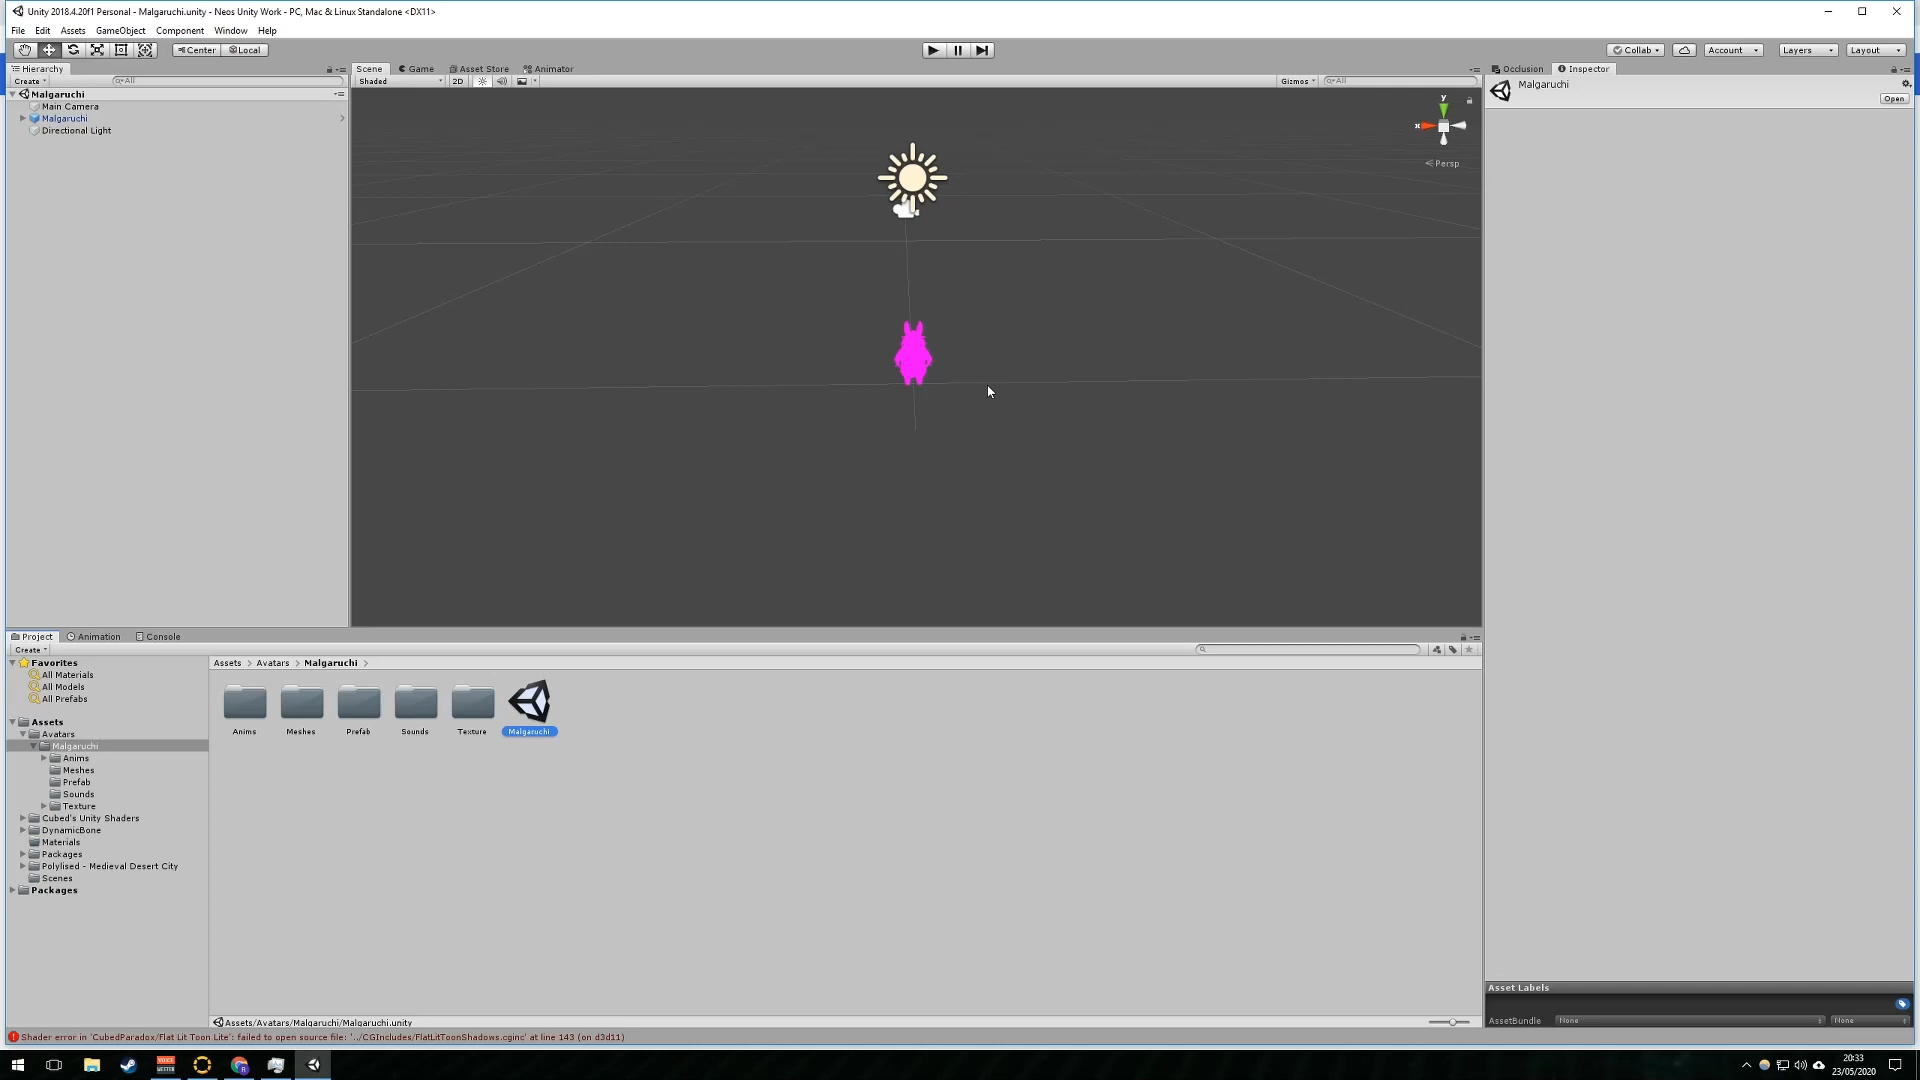 Unity 2018.4.20f1 Personal - Malgaruchi.unity - Neos Unity Work - PC, Mac & Linux Standalone <DX11>
File Edit Assets GameObject Component Window Help
Center Local Collab Account Layers Layout
Hierarchy Scene Game Asset Store Animator Occlusion Inspector
Create All Shaded 2D Gizmos All
Malgaruchi
Main Camera
Malgaruchi
Directional Light
y
x
Persp
Malgaruchi
Open
Project Animation Console
Create
Favorites
All Materials
All Models
All Prefabs
Assets
Avatars
Malgaruchi
Anims
Meshes
Prefab
Sounds
Texture
Cubed's Unity Shaders
DynamicBone
Materials
Packages
Polylised - Medieval Desert City
Scenes
Packages
Assets > Avatars > Malgaruchi >
Anims Meshes Prefab Sounds Texture Malgaruchi
Assets/Avatars/Malgaruchi/Malgaruchi.unity
Asset Labels
AssetBundle None None
Shader error in 'CubedParadox/Flat Lit Toon Lite': failed to open source file: '../CGIncludes/FlatLitToonShadows.cginc' at line 143 (on d3d11)
VOICE
MEETER
R
20:33
23/05/2020